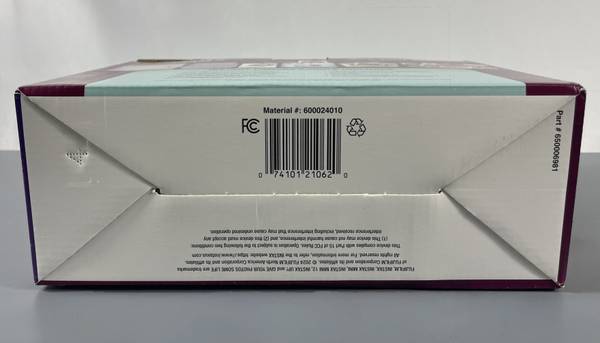 Material #: 600024010
FC
0 74101 21062 0
Part # 650006981
FUJIFILM, INSTAX, INSTAX MINI, INSTAX MINI 12, INSTAX UP! and GIVE YOUR PHOTOS SOME LIFE are trademarks
of FUJIFILM Corporation and its affiliates. © 2024 FUJIFILM North America Corporation and its affiliates.
All rights reserved. For more information, refer to the INSTAX website: https://www.instaxus.com
This device complies with Part 15 of FCC Rules. Operation is subject to the following two conditions:
(1) This device may not cause harmful interference, and (2) this device must accept any
interference received, including interference that may cause undesired operation.